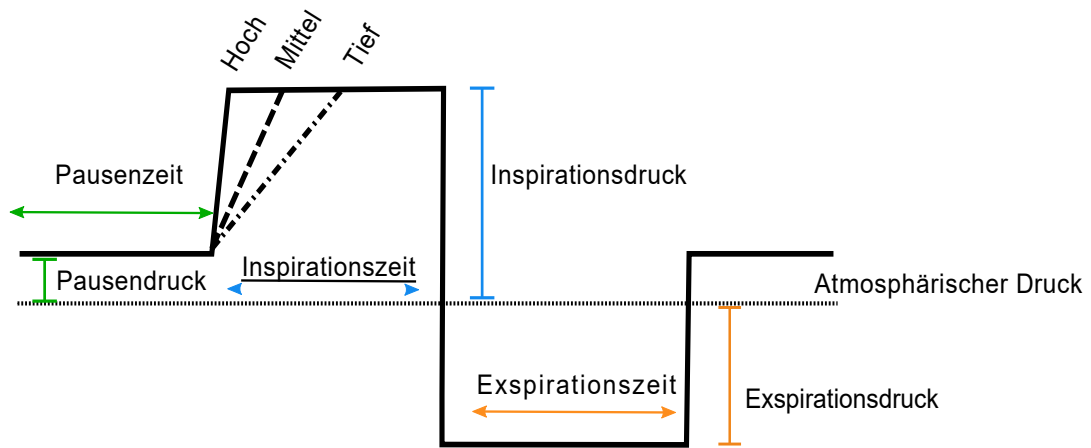 Hoch
Mittel
Tief
Pausenzeit
Inspirationsdruck
Pausendruck
Inspirationszeit
Atmosphärischer Druck
Exspirationszeit
Exspirationsdruck